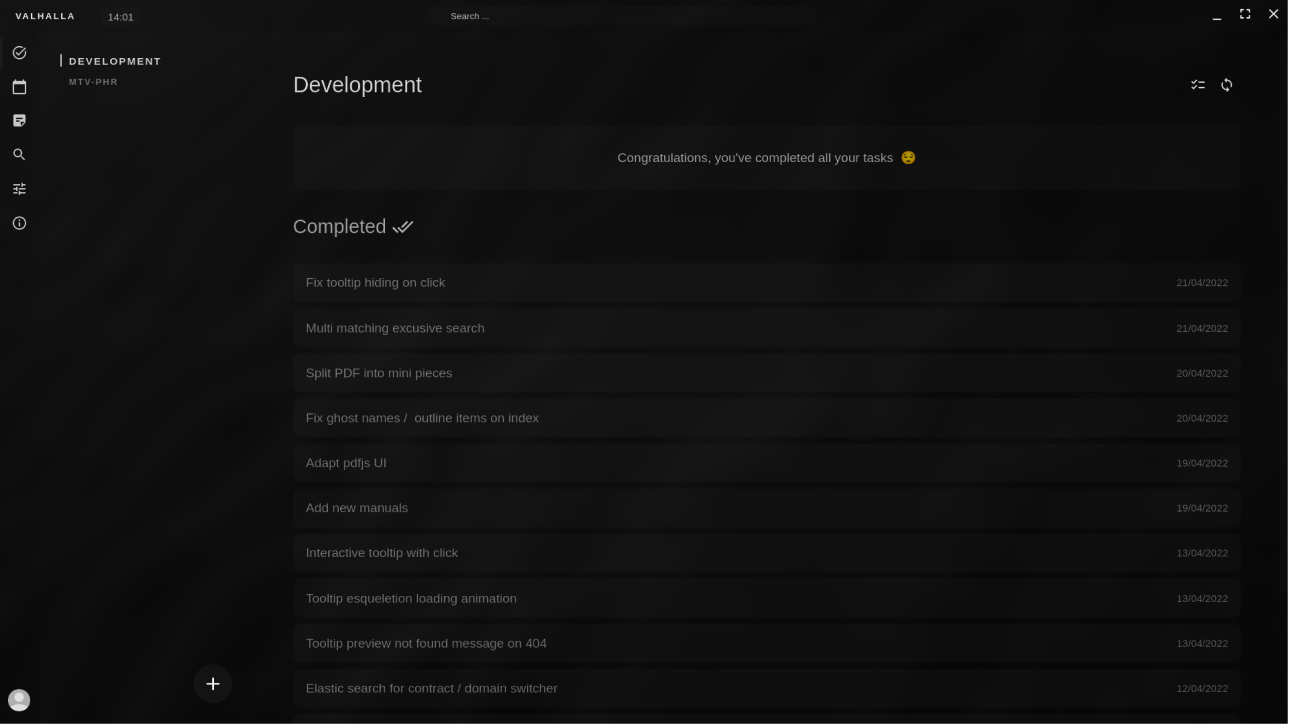 VALHALLA 14:01 Search ...
DEVELOPMENT
MTV-PHR
Development
Congratulations, you've completed all your tasks 😌
Completed
Fix tooltip hiding on click 21/04/2022
Multi matching excusive search 21/04/2022
Split PDF into mini pieces 20/04/2022
Fix ghost names /  outline items on index 20/04/2022
Adapt pdfjs UI 19/04/2022
Add new manuals 19/04/2022
Interactive tooltip with click 13/04/2022
Tooltip esqueletion loading animation 13/04/2022
Tooltip preview not found message on 404 13/04/2022
Elastic search for contract / domain switcher 12/04/2022